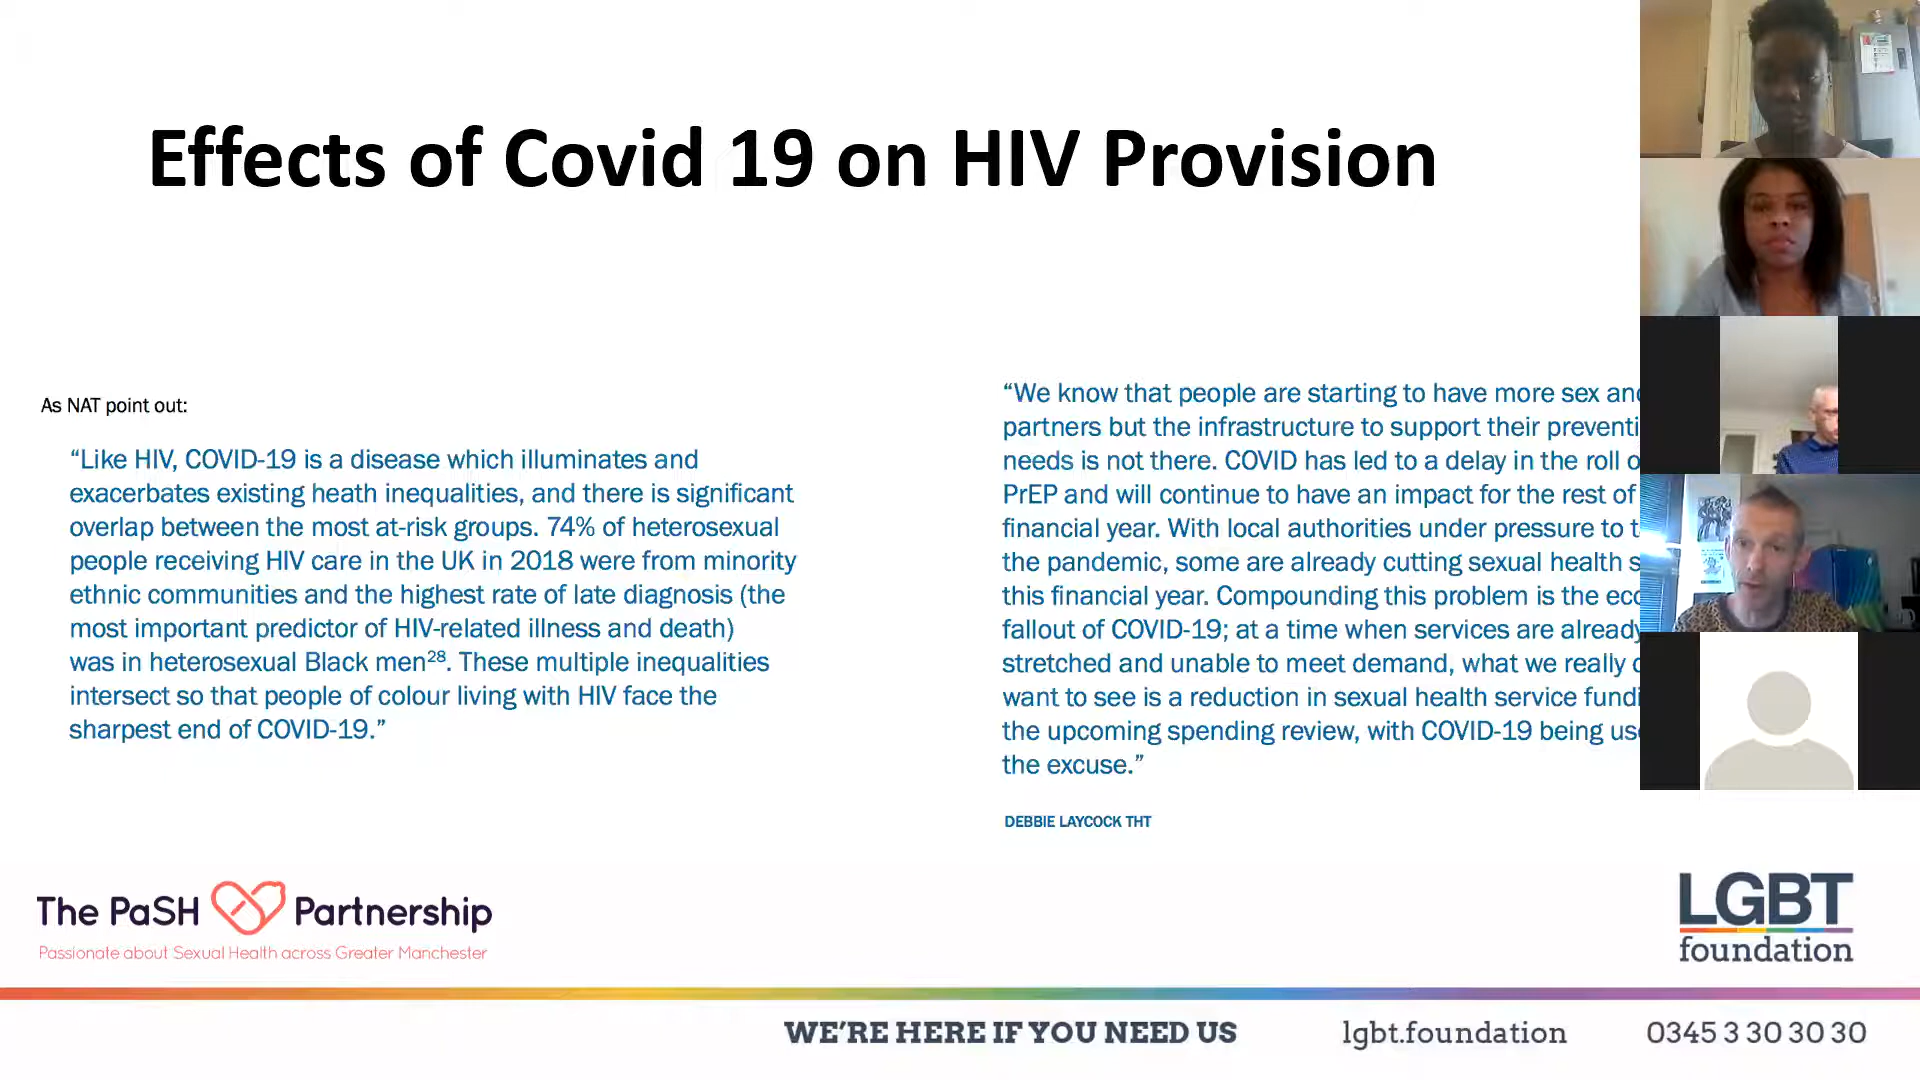 Effects of Covid 19 on HIV Provision
As NAT point out:
“Like HIV, COVID-19 is a disease which illuminates and
exacerbates existing heath inequalities, and there is significant
overlap between the most at-risk groups. 74% of heterosexual
people receiving HIV care in the UK in 2018 were from minority
ethnic communities and the highest rate of late diagnosis (the
most important predictor of HIV-related illness and death)
was in heterosexual Black men²⁸. These multiple inequalities
intersect so that people of colour living with HIV face the
sharpest end of COVID-19.”
“We know that people are starting to have more sex
partners but the infrastructure to support their
needs is not there. COVID has led to a delay in the roll
PrEP and will continue to have an impact for the rest of
financial year. With local authorities under pressure to
the pandemic, some are already cutting sexual health
this financial year. Compounding this problem is the
fallout of COVID-19; at a time when services are already
stretched and unable to meet demand, what we really
want to see is a reduction in sexual health service
the upcoming spending review, with COVID-19 being
the excuse.”
DEBBIE LAYCOCK THT
The PaSH Partnership
Passionate about Sexual Health across Greater Manchester
LGBT
foundation
WE’RE HERE IF YOU NEED US
lgbt.foundation
0345 3 30 30 30